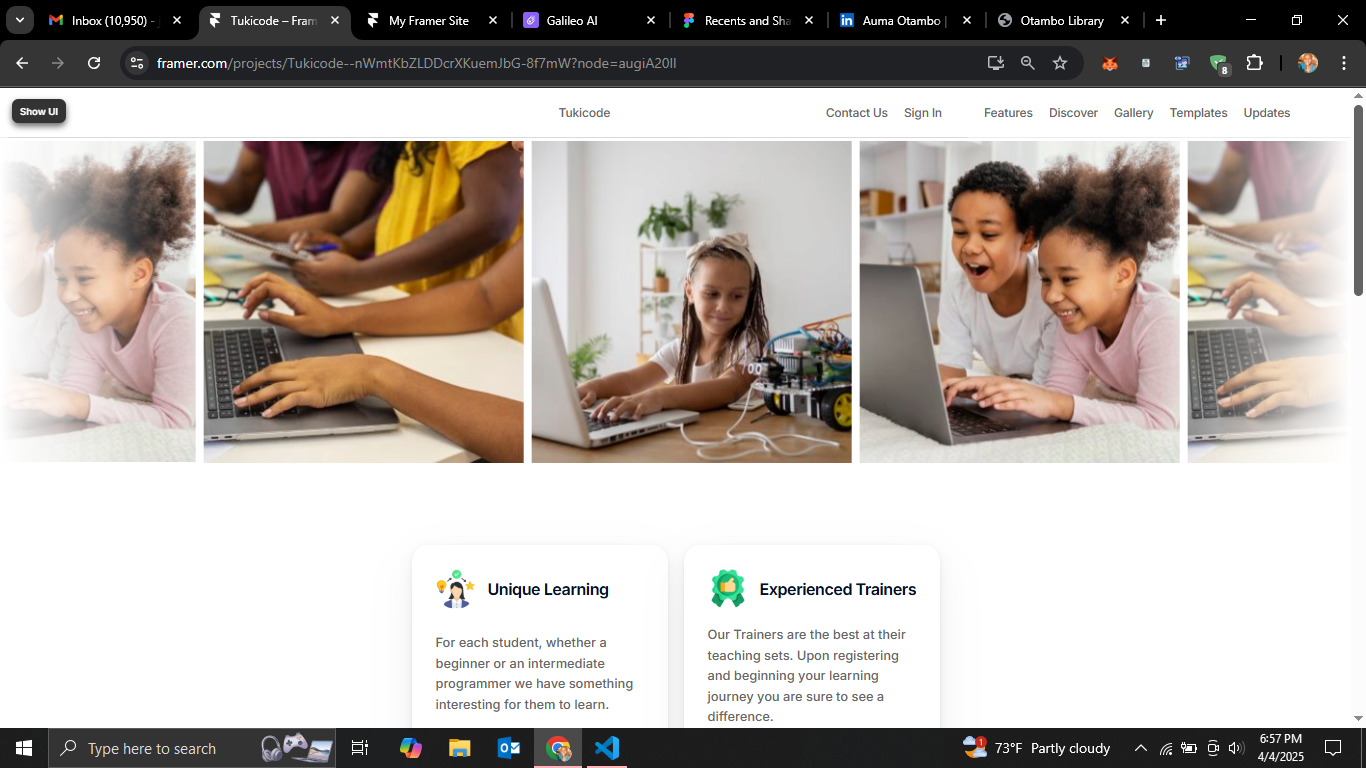 Inbox (10,950) -
Tukicode – Fram
My Framer Site
Galileo AI
Recents and Sha
Auma Otambo |
Otambo Library
framer.com/projects/Tukicode--nWmtKbZLDDcrXKuemJbG-8f7mW?node=augiA20Il
8
Show UI
Tukicode
Contact Us
Sign In
Features
Discover
Gallery
Templates
Updates
Unique Learning
For each student, whether a
beginner or an intermediate
programmer we have something
interesting for them to learn.
Experienced Trainers
Our Trainers are the best at their
teaching sets. Upon registering
and beginning your learning
journey you are sure to see a
difference.
Type here to search
1
73°F Partly cloudy
6:57 PM
4/4/2025